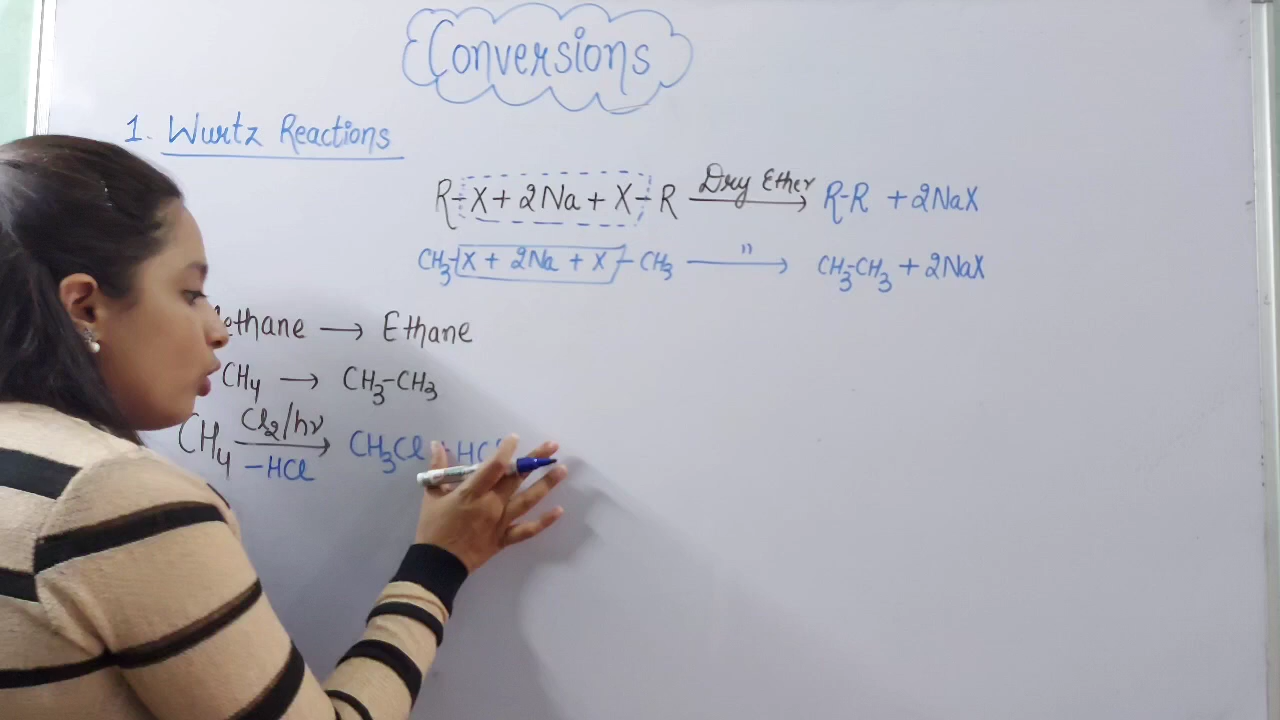 Conversions
1. Wurtz Reactions
R-X + 2Na + X-R Dry Ether → R-R + 2NaX
CH3-X + 2Na + X-CH3 " → CH3-CH3 + 2NaX
ethane → Ethane
CH4 → CH3-CH3
CH4 Cl2/hν → -HCl CH3Cl + HCl